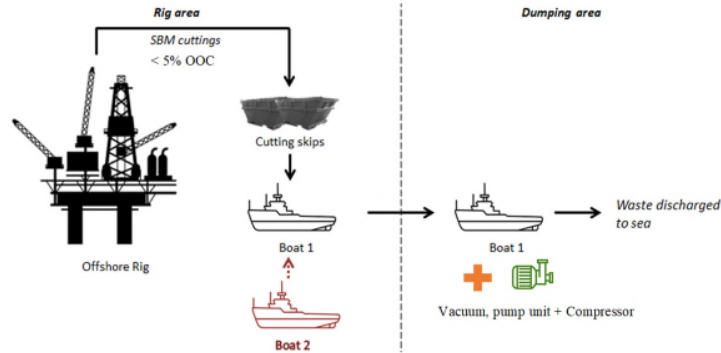 Rig area
Dumping area
SBM cuttings
< 5% OOC
Cutting skips
Offshore Rig
Boat 1
Boat 2
Boat 1
Waste discharged
to sea
Vacuum, pump unit + Compressor